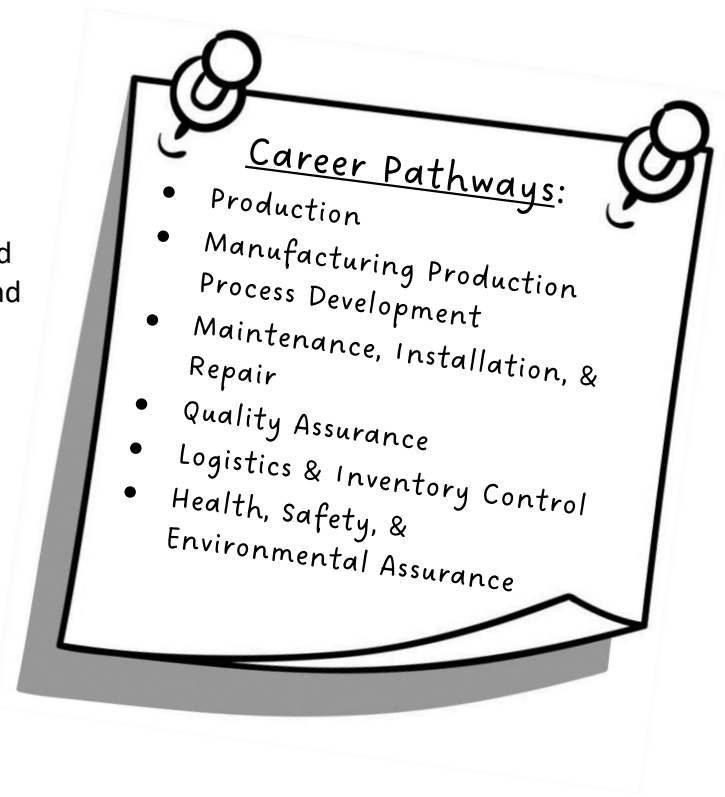 Career Pathways:
• Production
• Manufacturing Production
Process Development
• Maintenance, Installation, &
Repair
• Quality Assurance
• Logistics & Inventory Control
• Health, Safety, &
Environmental Assurance